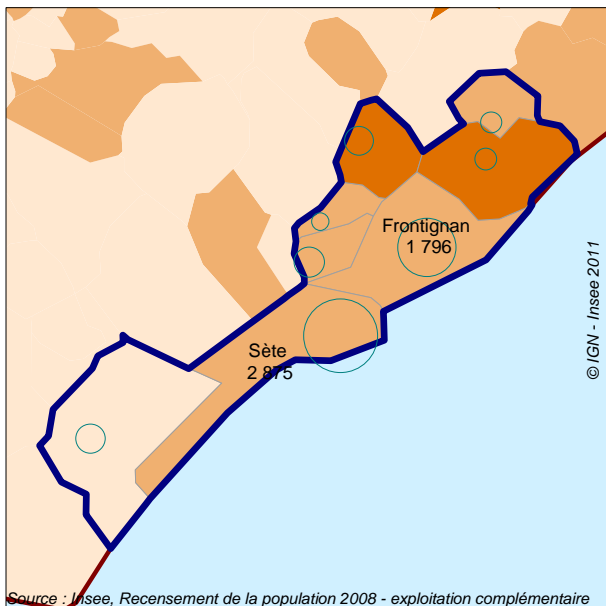 Frontignan
1 796
Sète
2 875
© IGN - Insee 2011
Source : Insee, Recensement de la population 2008 - exploitation complémentaire